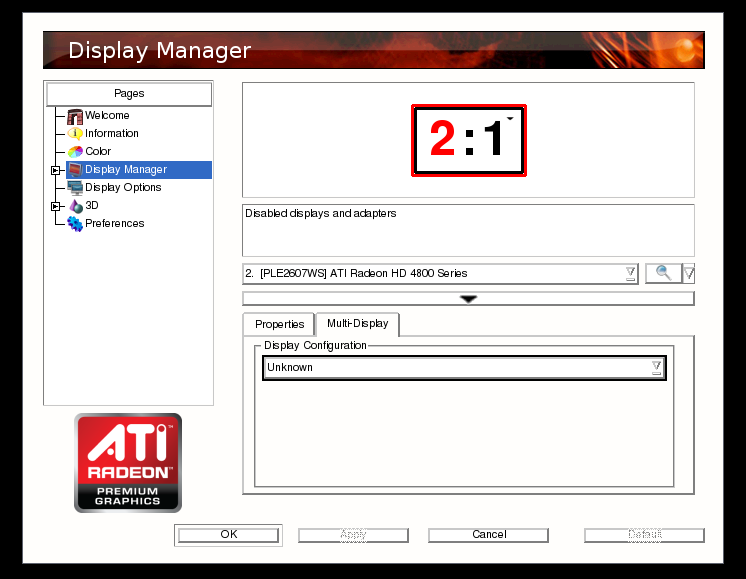 Display Manager
Pages
Welcome
Information
Color
Display Manager
Display Options
3D
Preferences
ATI
RADEON
PREMIUM
GRAPHICS
2:1
Disabled displays and adapters
2. [PLE2607WS] ATI Radeon HD 4800 Series
Properties
Multi-Display
Display Configuration
Unknown
OK
Apply
Cancel
Default